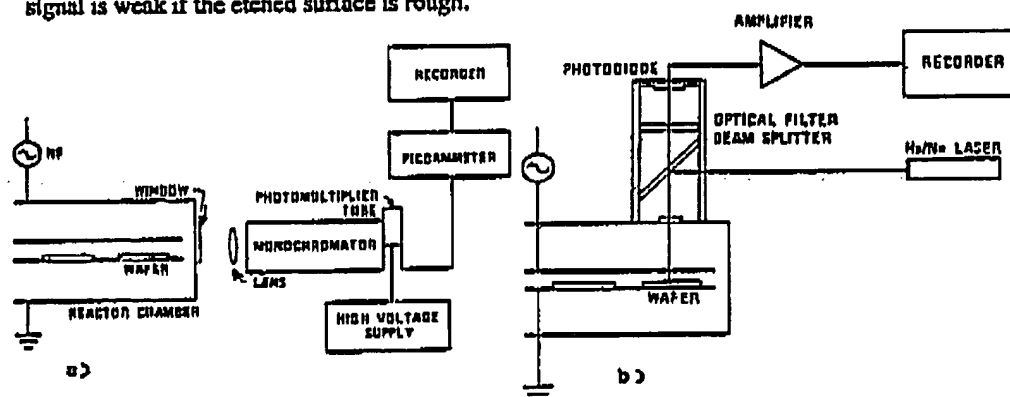 signal is weak if the etched surface is rough.
RECORDER
PICOAMMETER
RF
WINDOW
PHOTOMULTIPLIER
TUBE
MONOCHROMATOR
LENS
WAFER
REACTOR CHAMBER
HIGH VOLTAGE
SUPPLY
a)
AMPLIFIER
RECORDER
PHOTODIODE
OPTICAL FILTER
BEAM SPLITTER
He/Ne LASER
WAFER
b)